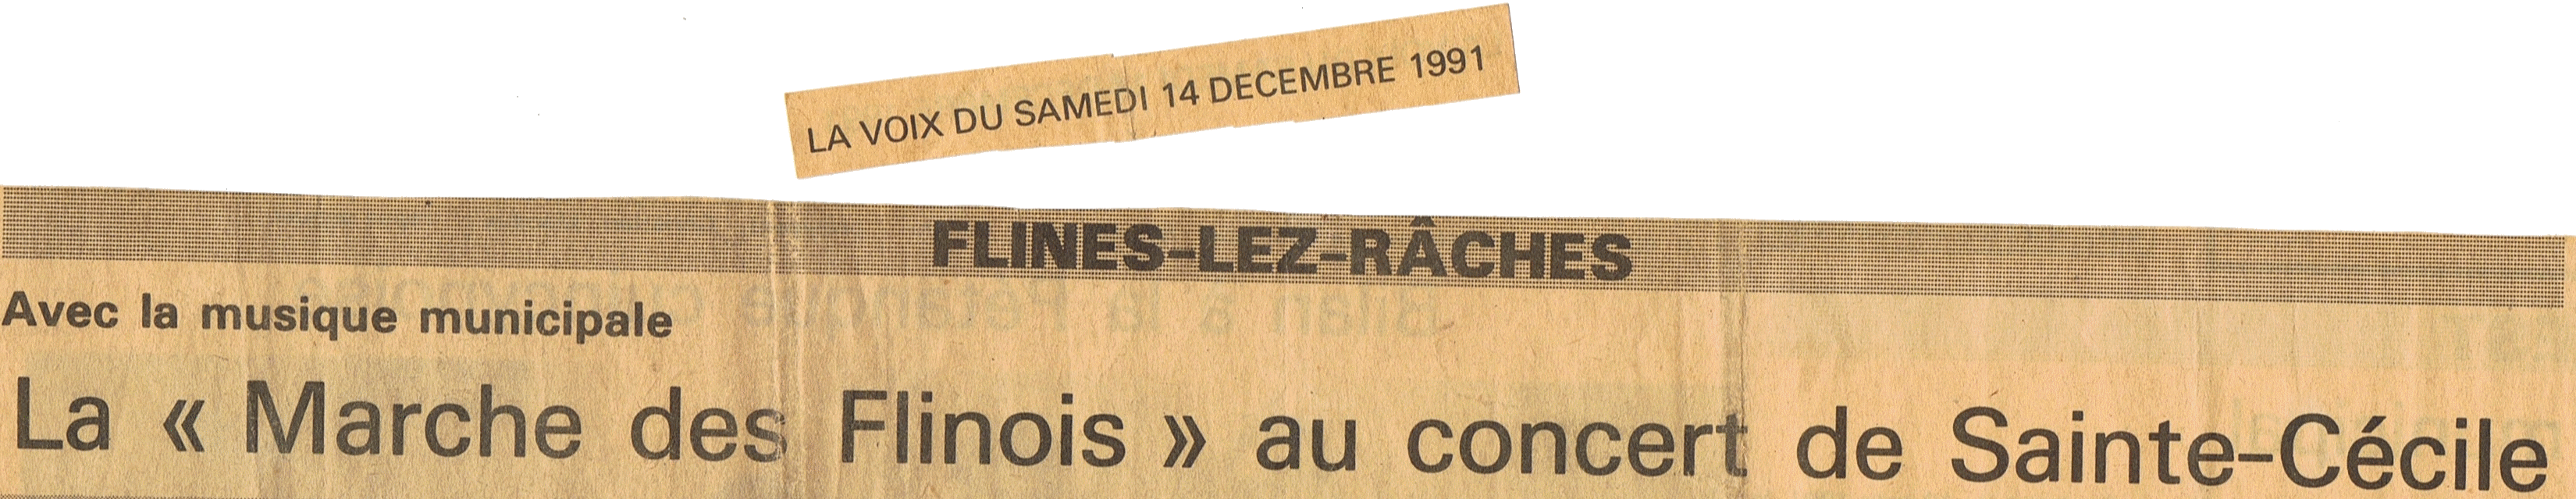 LA VOIX DU SAMEDI 14 DECEMBRE 1991
FLINES-LEZ-RÂCHES
Avec la musique municipale
La « Marche des Flinois » au concert de Sainte-Cécile